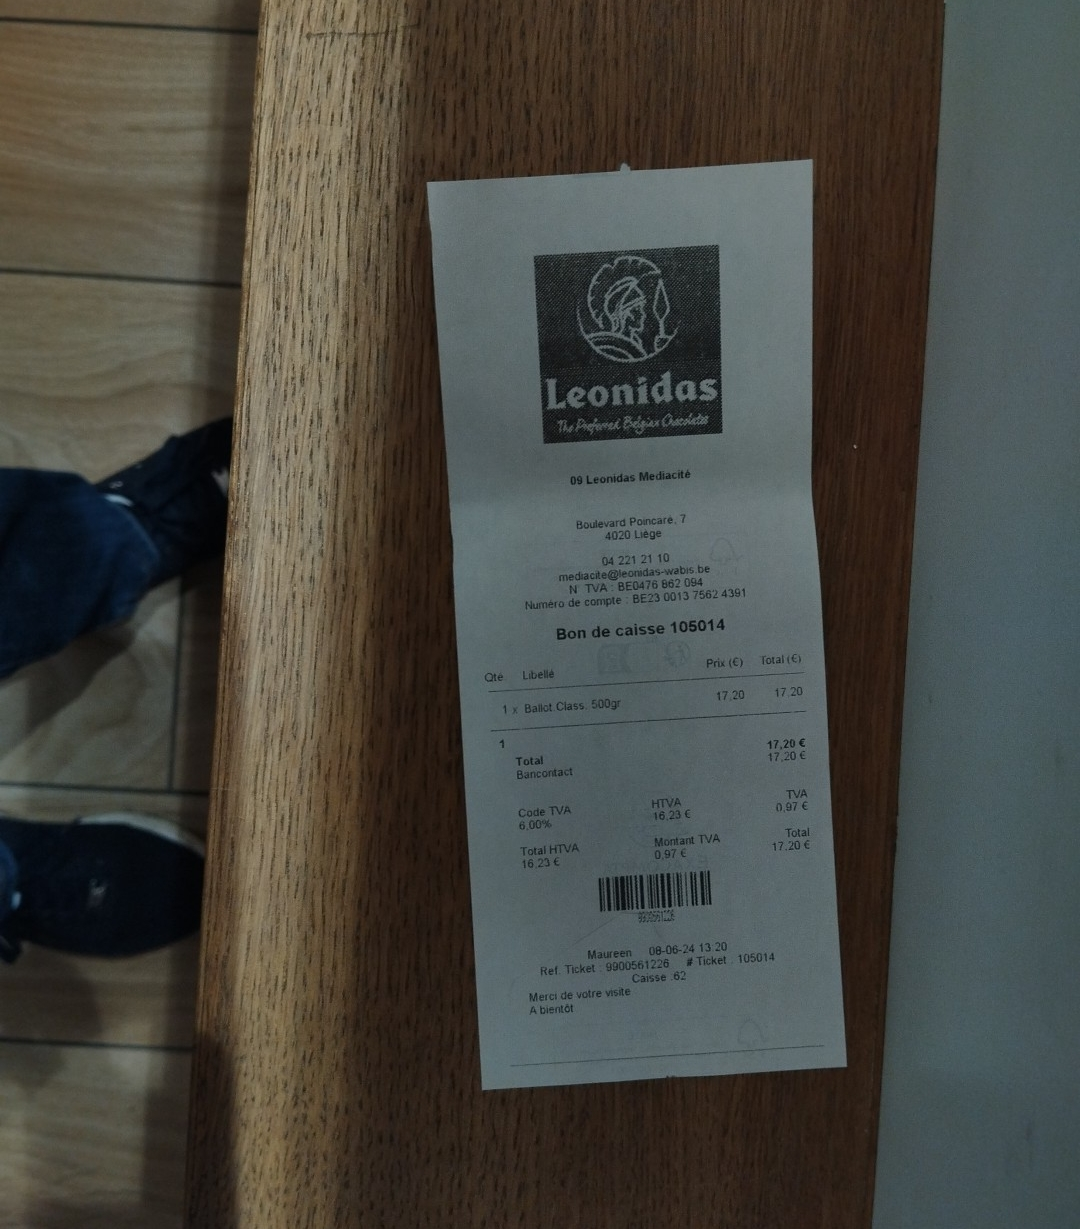 Leonidas
The Preferred Belgian Chocolates
09 Leonidas Mediacité
Boulevard Poincaré, 7
4020 Liège
04 221 21 10
mediacite@leonidas-wabis.be
N° TVA : BE0476 862 094
Numéro de compte : BE23 0013 7562 4391
Bon de caisse 105014
Qté Libellé Prix (€) Total (€)
1 x Ballot.Class. 500gr 17,20 17,20
1 17,20 €
Total 17,20 €
Bancontact
Code TVA HTVA TVA
6,00% 16,23 € 0,97 €
Total HTVA Montant TVA Total
16,23 € 0,97 € 17,20 €
9900561226
Maureen 08-06-24 13:20
Ref. Ticket : 9900561226 # Ticket : 105014
Caisse :62
Merci de votre visite
A bientôt